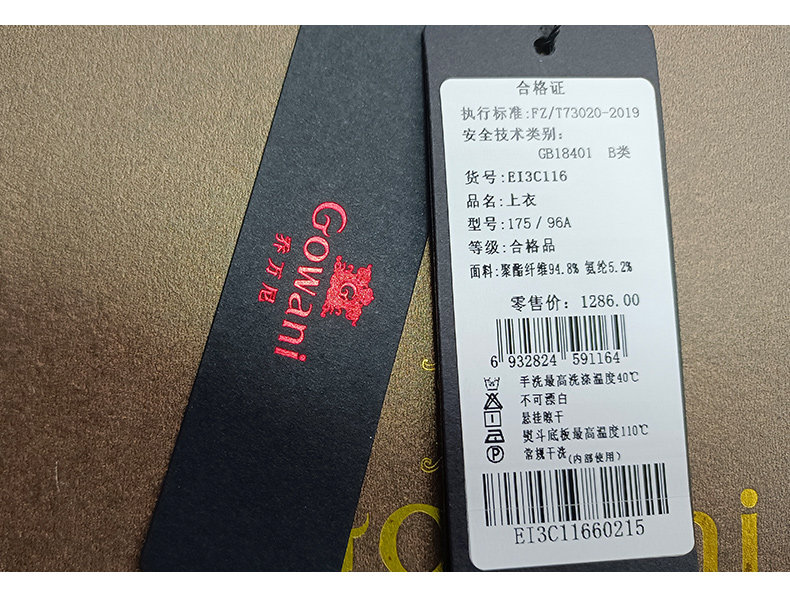 Gowani
乔万尼
G
合格证
执行标准:FZ/T73020-2019
安全技术类别:
GB18401 B类
货号:EI3C116
品名:上衣
型号:175/96A
等级:合格品
面料:聚酯纤维94.8% 氨纶5.2%
零售价: 1286.00
6 932824 591164
手洗最高洗涤温度40℃
不可漂白
悬挂晾干
熨斗底板最高温度110℃
P 常规干洗(内部使用)
EI3C11660215